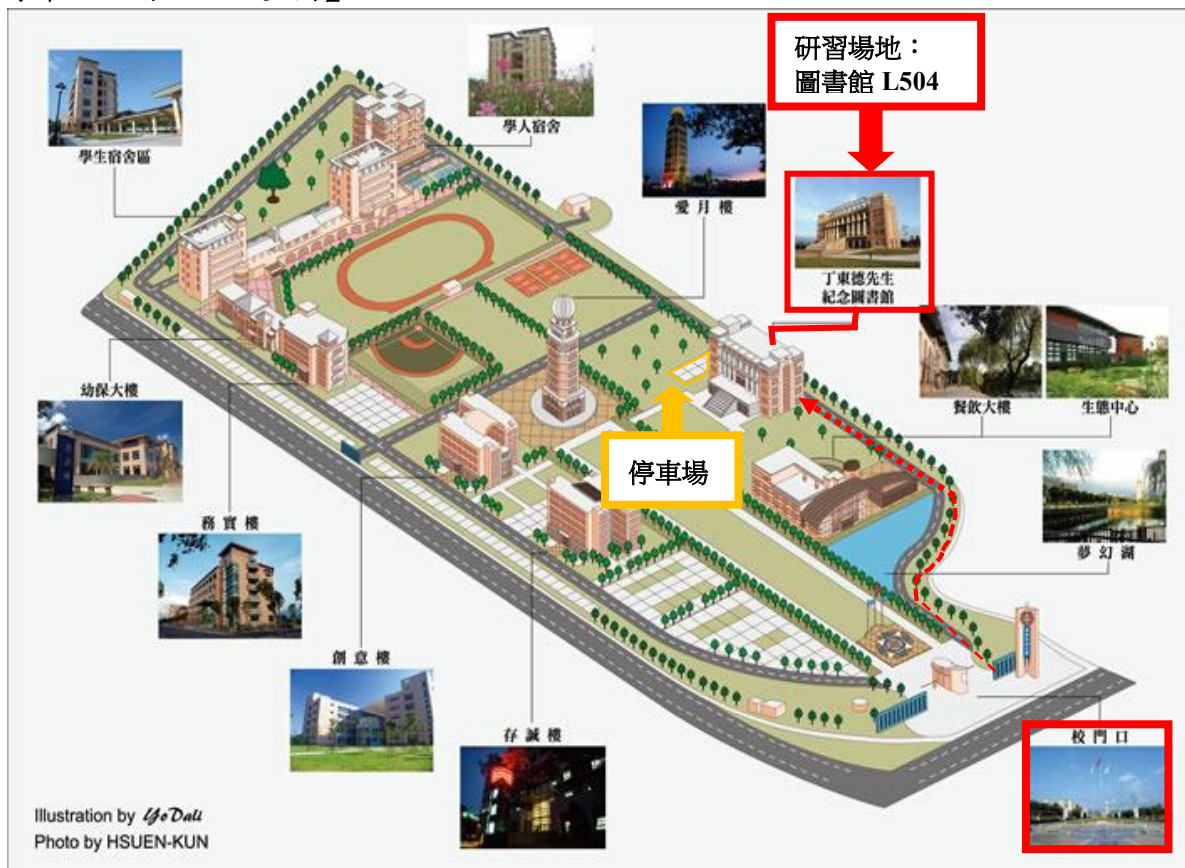 研習場地：
圖書館 L504
學人宿舍
學生宿舍區
愛月樓
丁東德先生
紀念圖書館
幼保大樓
餐飲大樓
生態中心
停車場
務實樓
夢幻湖
創意樓
存誠樓
校門口
Illustration by YoDali
Photo by HSUEN-KUN